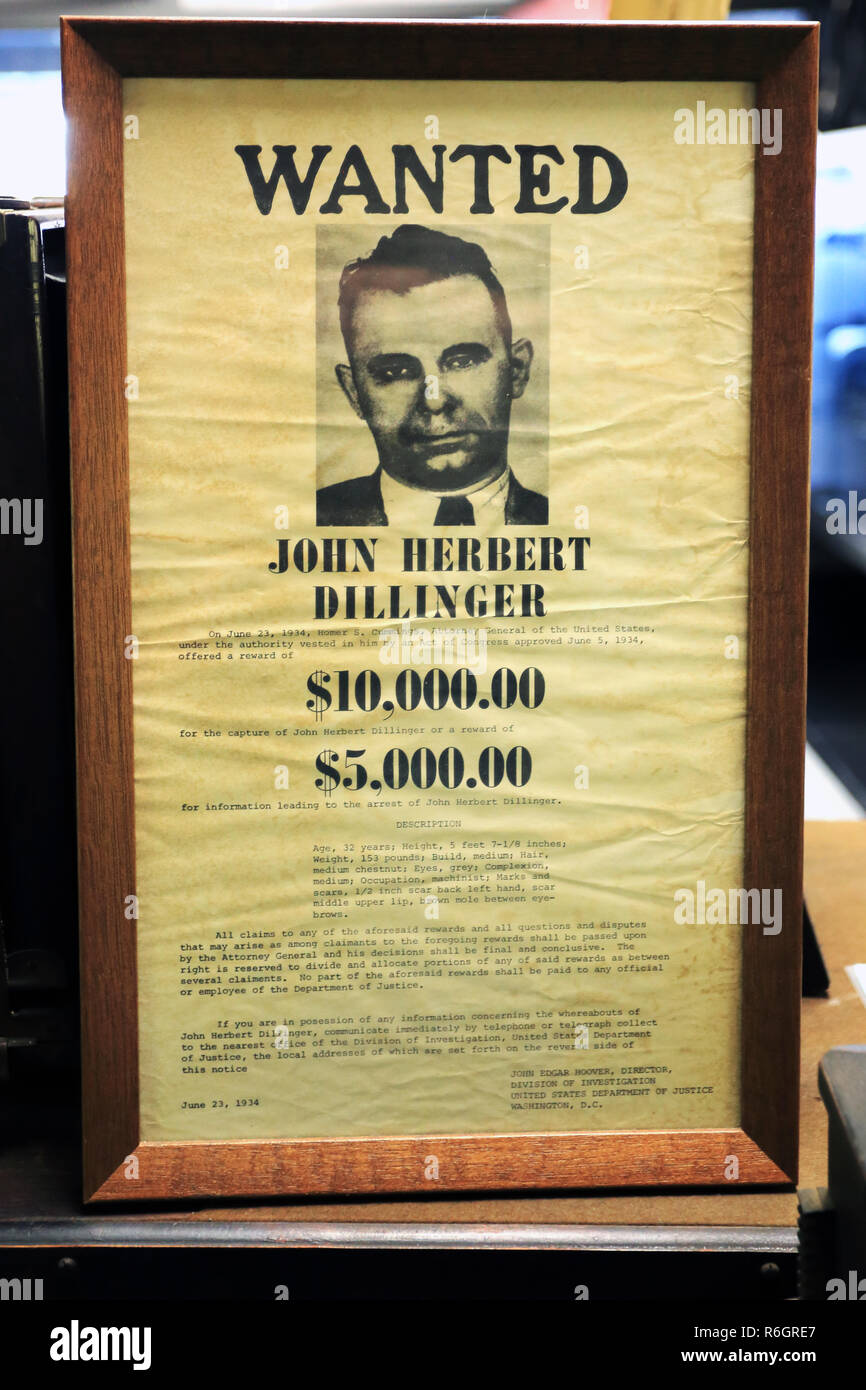 WANTED
JOHN HERBERT
DILLINGER
On June 23, 1934, Homer S. Cummings, Attorney General of the United States,
under the authority vested in him by an Act of Congress approved June 5, 1934,
offered a reward of
$10,000.00
for the capture of John Herbert Dillinger or a reward of
$5,000.00
for information leading to the arrest of John Herbert Dillinger.
DESCRIPTION
Age, 32 years; Height, 5 feet 7-1/8 inches;
Weight, 153 pounds; Build, medium; Hair,
medium chestnut; Eyes, grey; Complexion,
medium; Occupation, machinist; Marks and
scars, 1/2 inch scar back left hand, scar
middle upper lip, brown mole between eye-
brows.
All claims to any of the aforesaid rewards and all questions and disputes
that may arise as among claimants to the foregoing rewards shall be passed upon
by the Attorney General and his decisions shall be final and conclusive. The
right is reserved to divide and allocate portions of any of said rewards as between
several claimants. No part of the aforesaid rewards shall be paid to any official
or employee of the Department of Justice.
If you are in posession of any information concerning the whereabouts of
John Herbert Dillinger, communicate immediately by telephone or telegraph collect
to the nearest office of the Division of Investigation, United States Department
of Justice, the local addresses of which are set forth on the reverse side of
this notice
JOHN EDGAR HOOVER, DIRECTOR,
DIVISION OF INVESTIGATION
UNITED STATES DEPARTMENT OF JUSTICE
WASHINGTON, D.C.
June 23, 1934
alamy
alamy
alamy
Image ID: R6GRE7
www.alamy.com